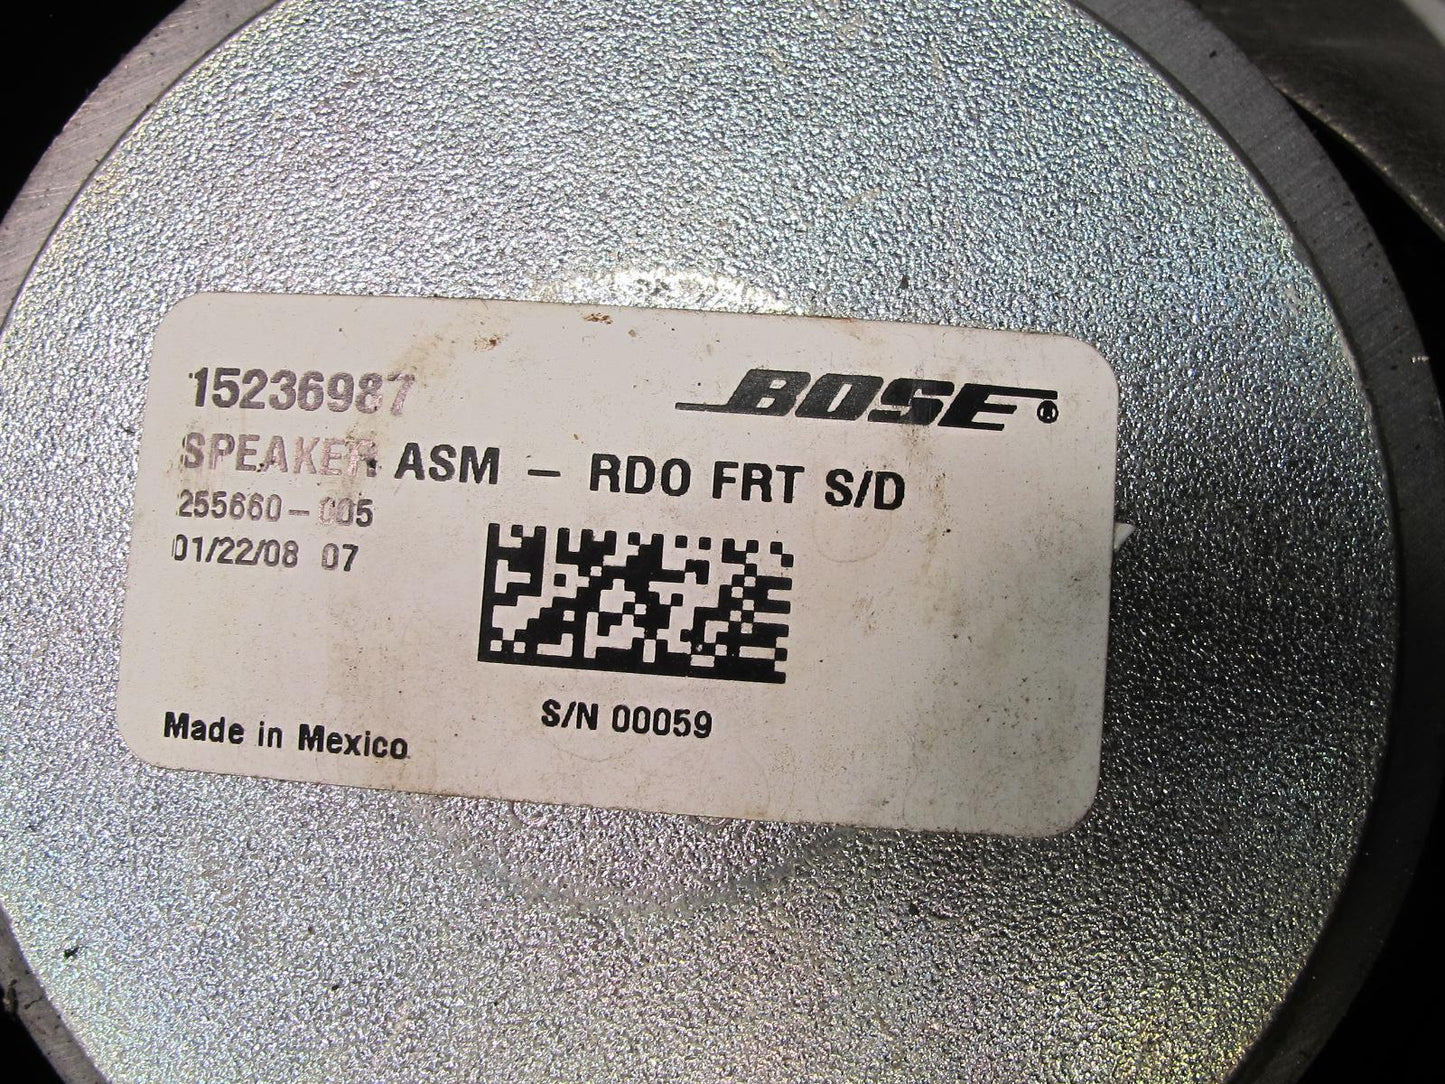 15236987
BOSE®
SPEAKER ASM – RDO FRT S/D
255660-005
01/22/08 07
S/N 00059
Made in Mexico